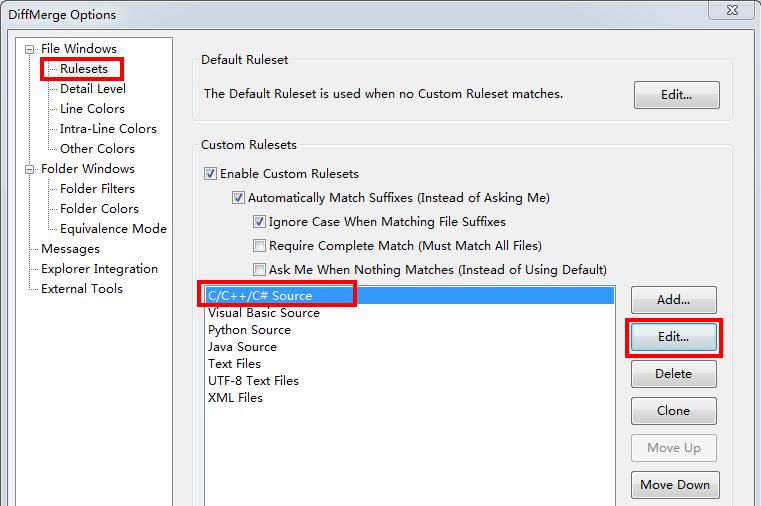 DiffMerge Options
File Windows
Rulesets
Detail Level
Line Colors
Intra-Line Colors
Other Colors
Folder Windows
Folder Filters
Folder Colors
Equivalence Mode
Messages
Explorer Integration
External Tools
Default Ruleset
The Default Ruleset is used when no Custom Ruleset matches.
Edit...
Custom Rulesets
Enable Custom Rulesets
Automatically Match Suffixes (Instead of Asking Me)
Ignore Case When Matching File Suffixes
Require Complete Match (Must Match All Files)
Ask Me When Nothing Matches (Instead of Using Default)
C/C++/C# Source
Visual Basic Source
Python Source
Java Source
Text Files
UTF-8 Text Files
XML Files
Add...
Edit...
Delete
Clone
Move Up
Move Down